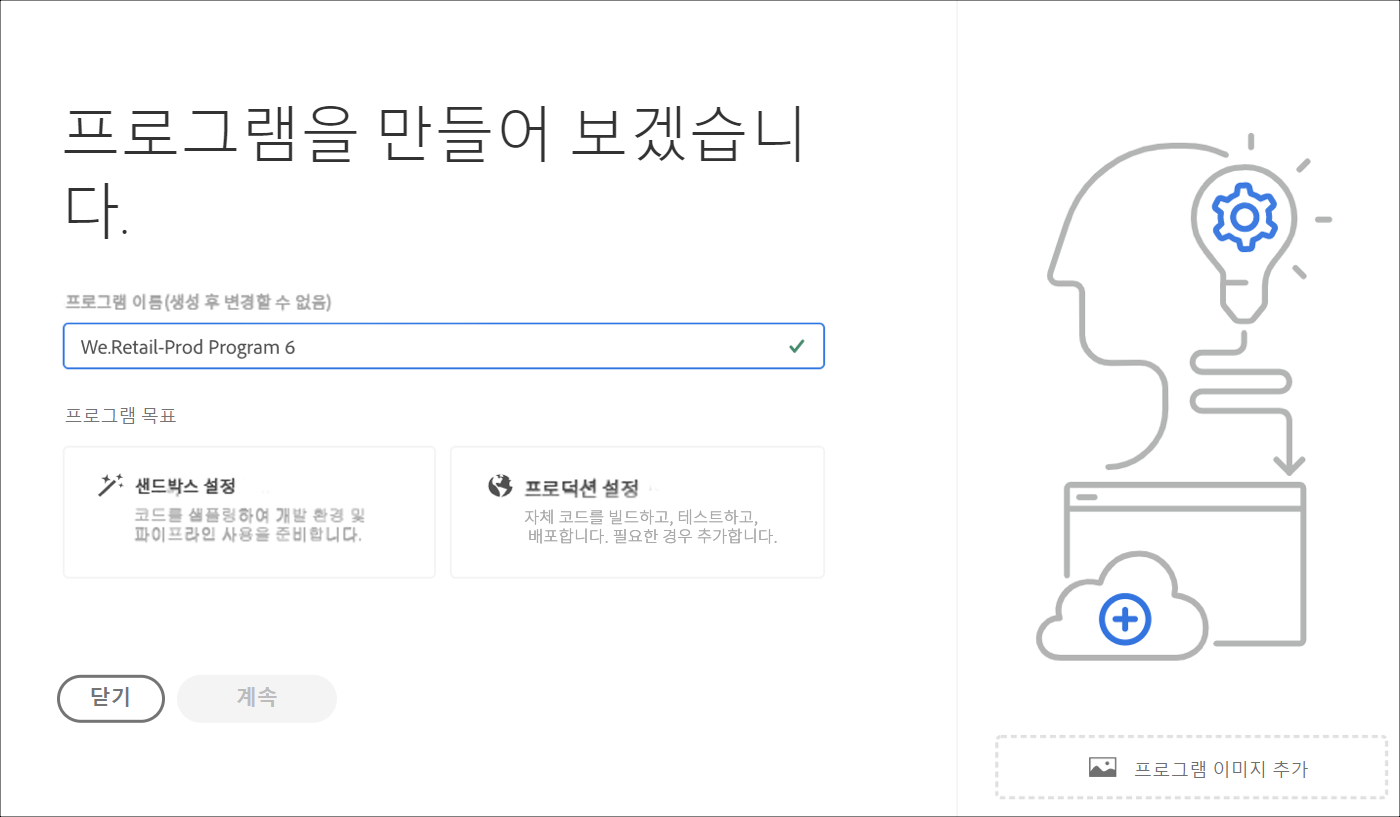 프로그램을 만들어 보겠습니
다.
프로그램 이름(생성 후 변경할 수 없음)
We.Retail-Prod Program 6
프로그램 목표
샌드박스 설정
코드를 샘플링하여 개발 환경 및
파이프라인 사용을 준비합니다.
프로덕션 설정
자체 코드를 빌드하고, 테스트하고,
배포합니다. 필요한 경우 추가합니다.
닫기
계속
프로그램 이미지 추가